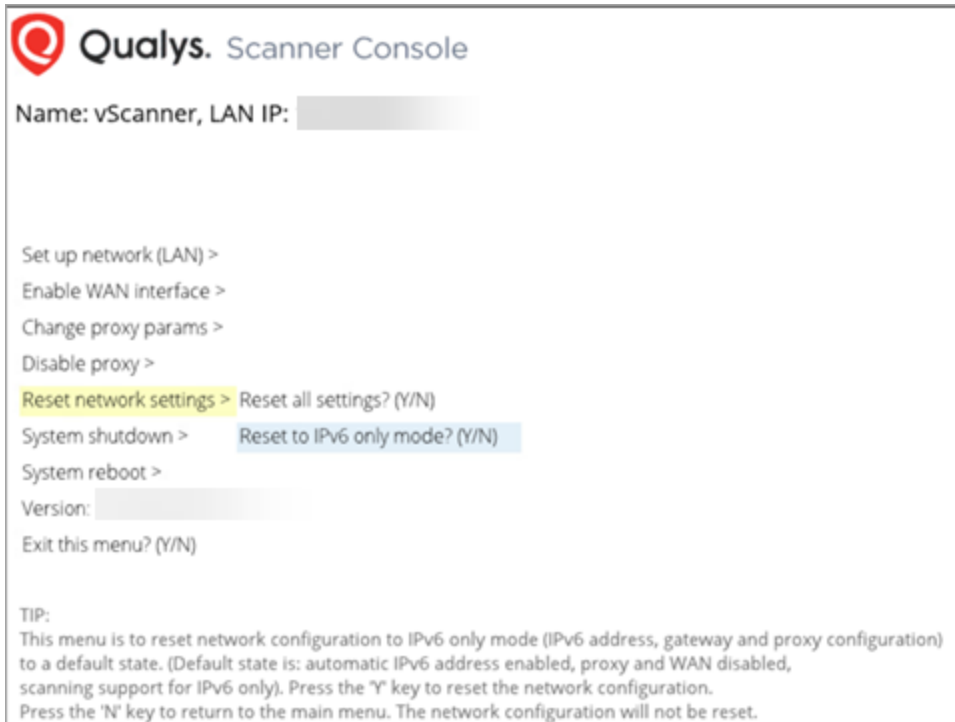 Qualys. Scanner Console
Name: vScanner, LAN IP:
Set up network (LAN) >
Enable WAN interface >
Change proxy params >
Disable proxy >
Reset network settings > Reset all settings? (Y/N)
System shutdown > Reset to IPv6 only mode? (Y/N)
System reboot >
Version:
Exit this menu? (Y/N)
TIP:
This menu is to reset network configuration to IPv6 only mode (IPv6 address, gateway and proxy configuration)
to a default state. (Default state is: automatic IPv6 address enabled, proxy and WAN disabled,
scanning support for IPv6 only). Press the 'Y' key to reset the network configuration.
Press the 'N' key to return to the main menu. The network configuration will not be reset.